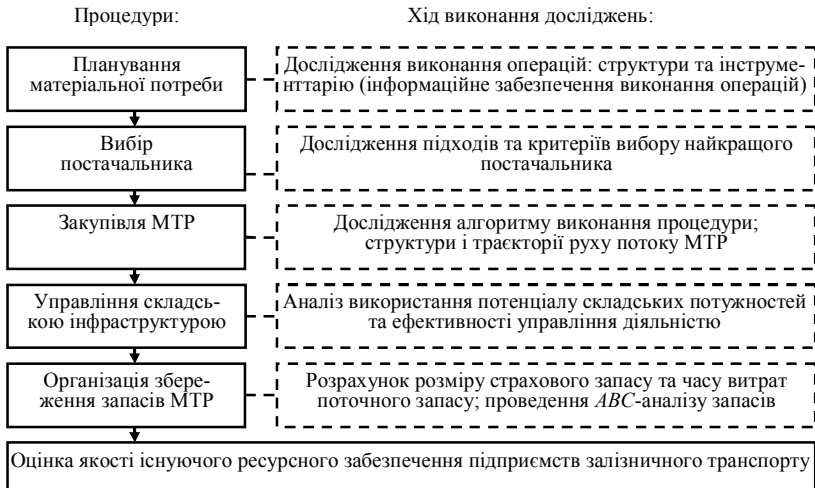 Процедури:
Хід виконання досліджень:
Планування
матеріальної потреби
Дослідження виконання операцій: структури та інструме-
нттарію (інформаційне забезпечення виконання операцій)
Вибір
постачальника
Дослідження підходів та критеріїв вибору найкращого
постачальника
Закупівля МТР
Дослідження алгоритму виконання процедури;
структури і траєкторії руху потоку МТР
Управління складсь-
кою інфраструктурою
Аналіз використання потенціалу складських потужностей
та ефективності управління діяльністю
Організація збере-
ження запасів МТР
Розрахунок розміру страхового запасу та часу витрат
поточного запасу; проведення ABC-аналізу запасів
Оцінка якості існуючого ресурсного забезпечення підприємств залізничного транспорту